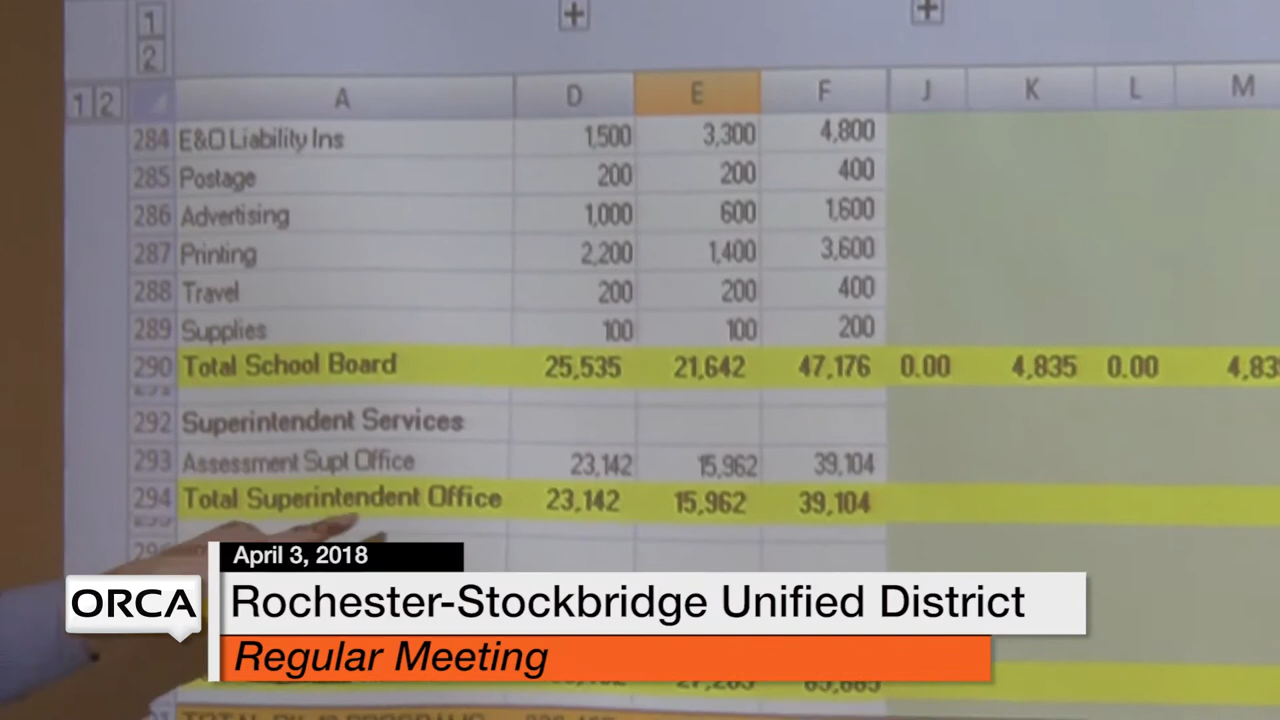 1
2
1 2 A D E F J K L M
284 E&O Liability Ins 1,500 3,300 4,800
285 Postage 200 200 400
286 Advertising 1,000 600 1,600
287 Printing 2,200 1,400 3,600
288 Travel 200 200 400
289 Supplies 100 100 200
290 Total School Board 25,535 21,642 47,176 0.00 4,835 0.00 4,83
292 Superintendent Services
293 Assessment Supt Office 23,142 15,962 39,104
294 Total Superintendent Office 23,142 15,962 39,104
April 3, 2018
ORCA
Rochester-Stockbridge Unified District
Regular Meeting